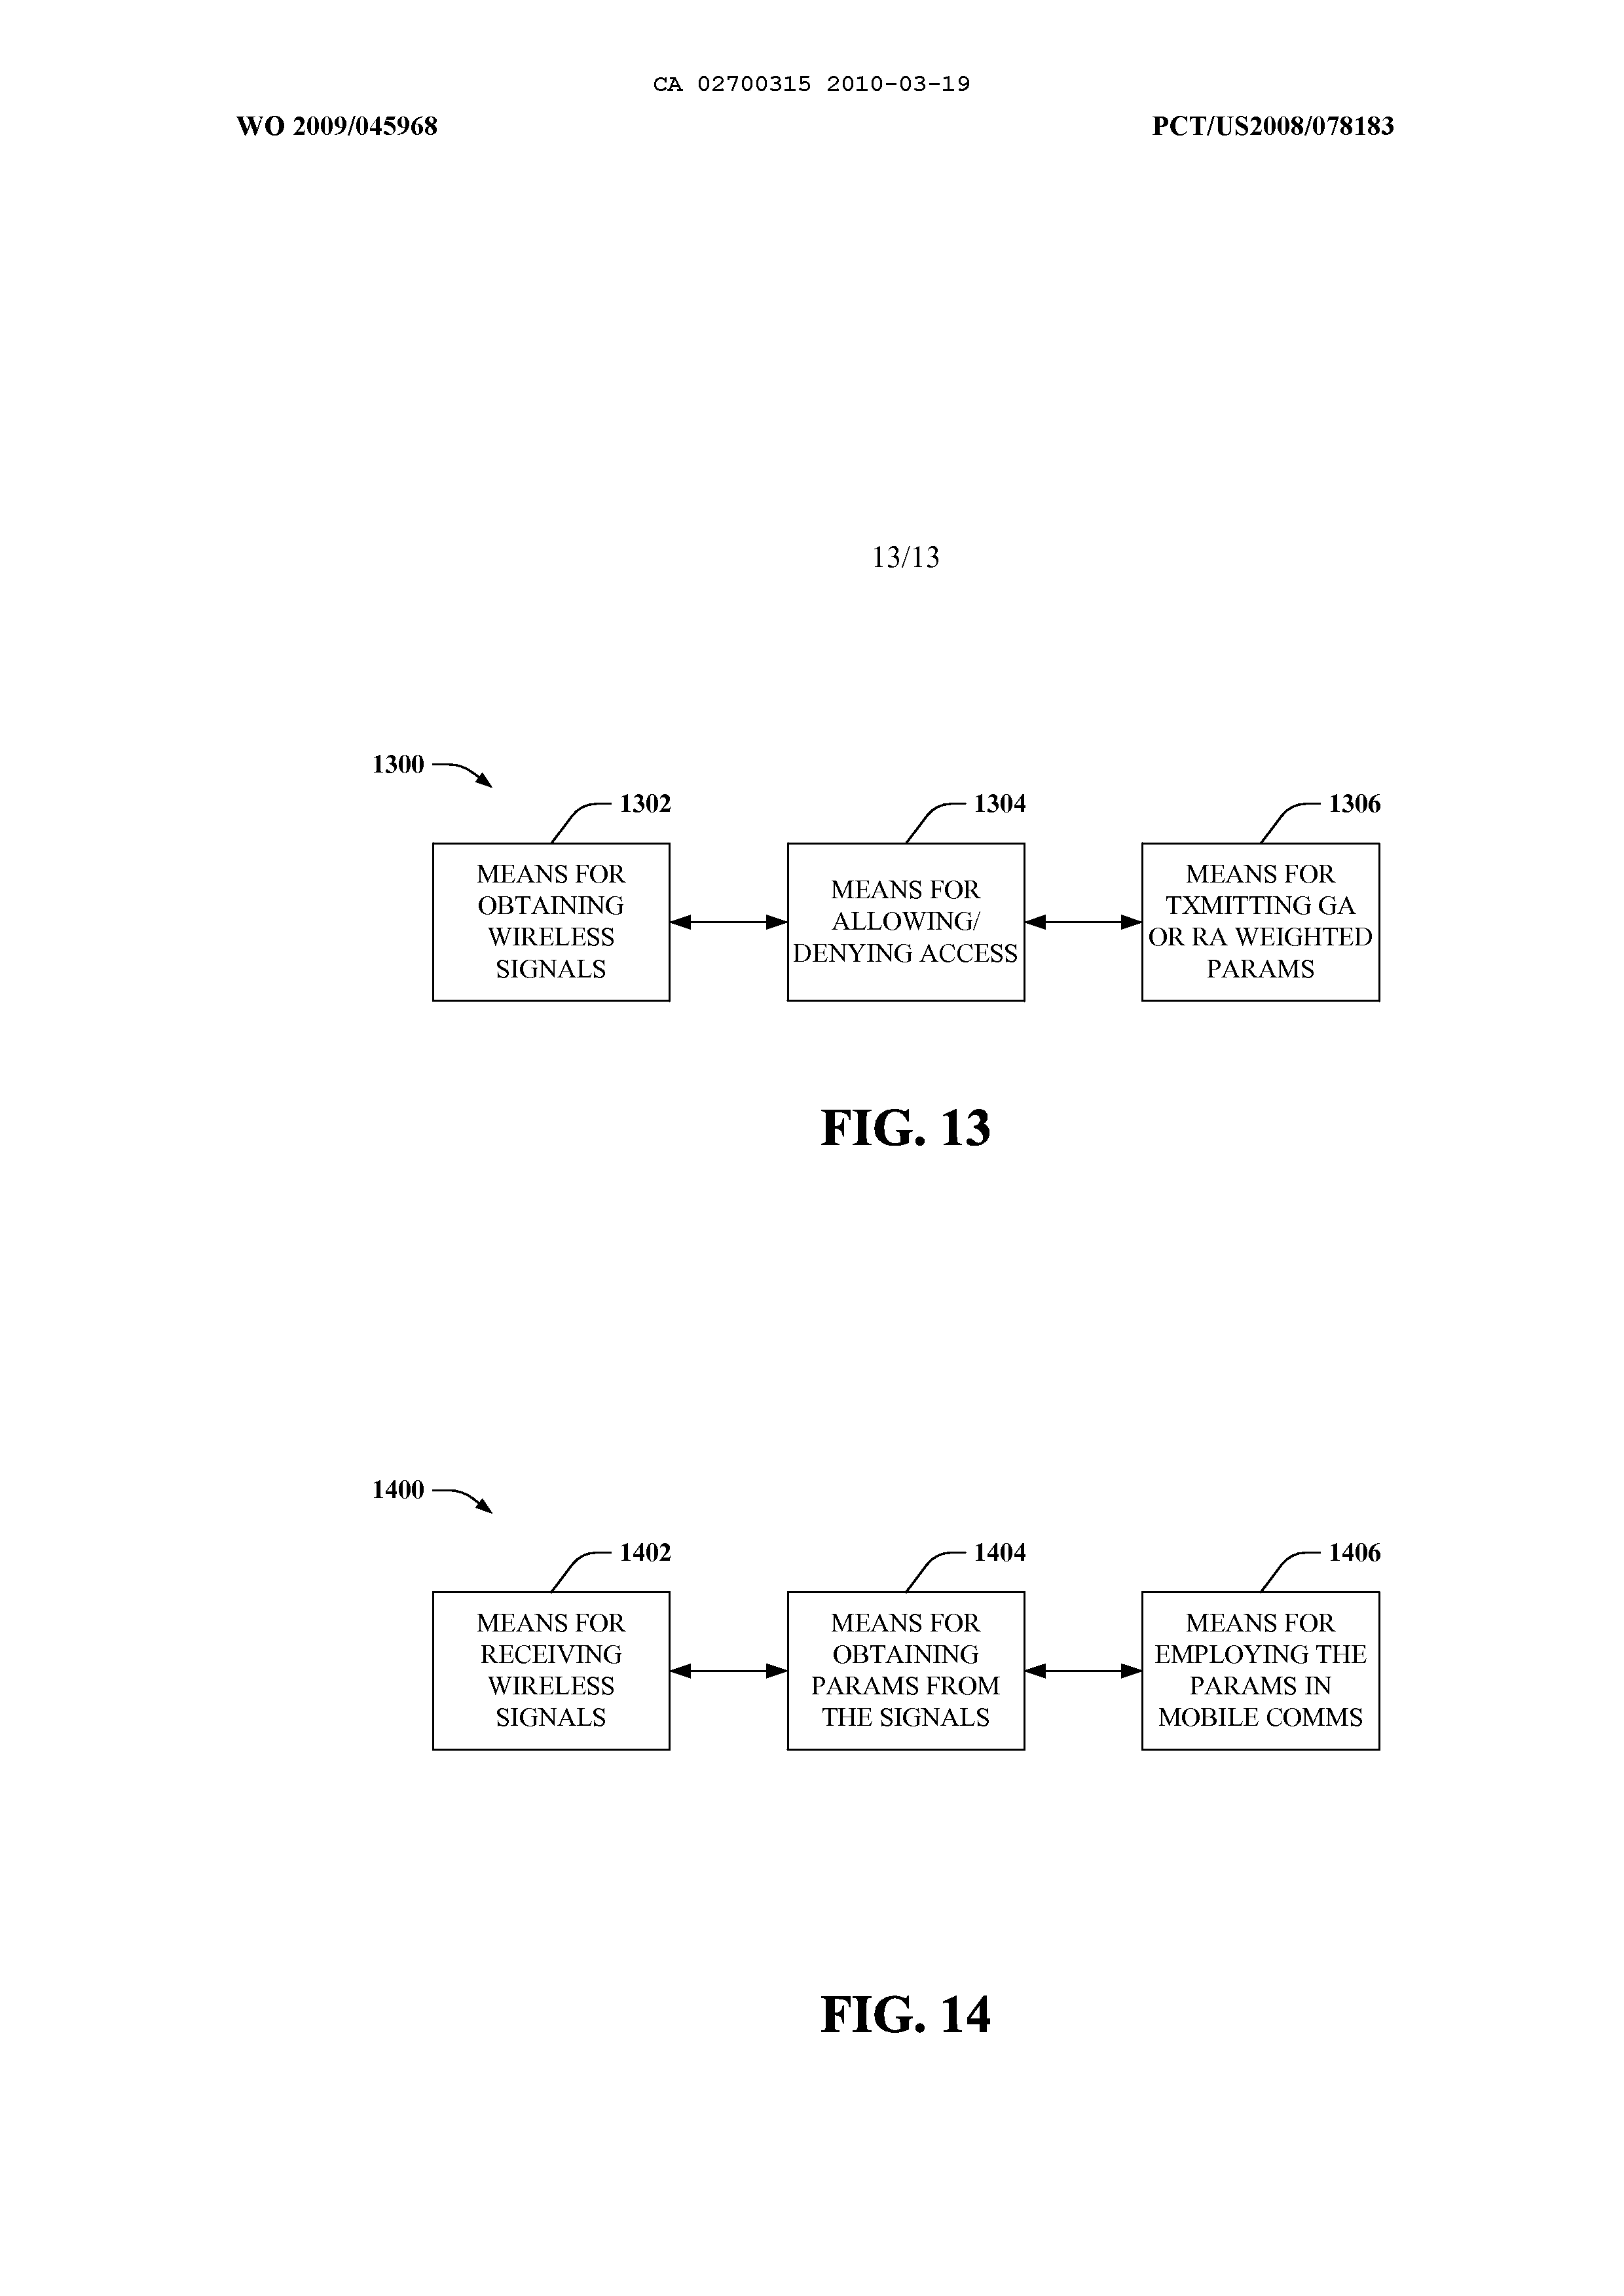 CA 02700315 2010-03-19
WO 2009/045968
PCT/US2008/078183
13/13
1300
1302
1304
1306
MEANS FOR
OBTAINING
WIRELESS
SIGNALS
MEANS FOR
ALLOWING/
DENYING ACCESS
MEANS FOR
TXMITTING GA
OR RA WEIGHTED
PARAMS
FIG. 13
1400
1402
1404
1406
MEANS FOR
RECEIVING
WIRELESS
SIGNALS
MEANS FOR
OBTAINING
PARAMS FROM
THE SIGNALS
MEANS FOR
EMPLOYING THE
PARAMS IN
MOBILE COMMS
FIG. 14